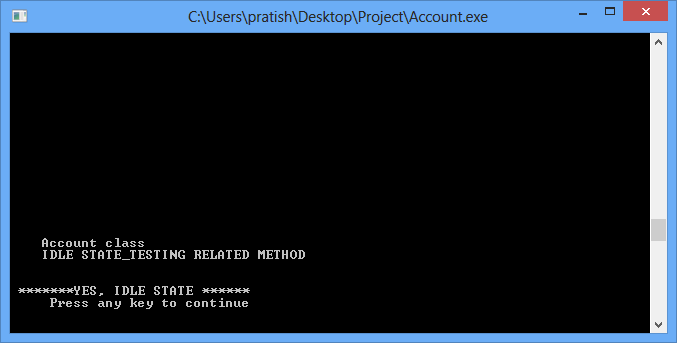 C:\Users\pratish\Desktop\Project\Account.exe
Account class
IDLE STATE_TESTING RELATED METHOD
*******YES, IDLE STATE ******
Press any key to continue